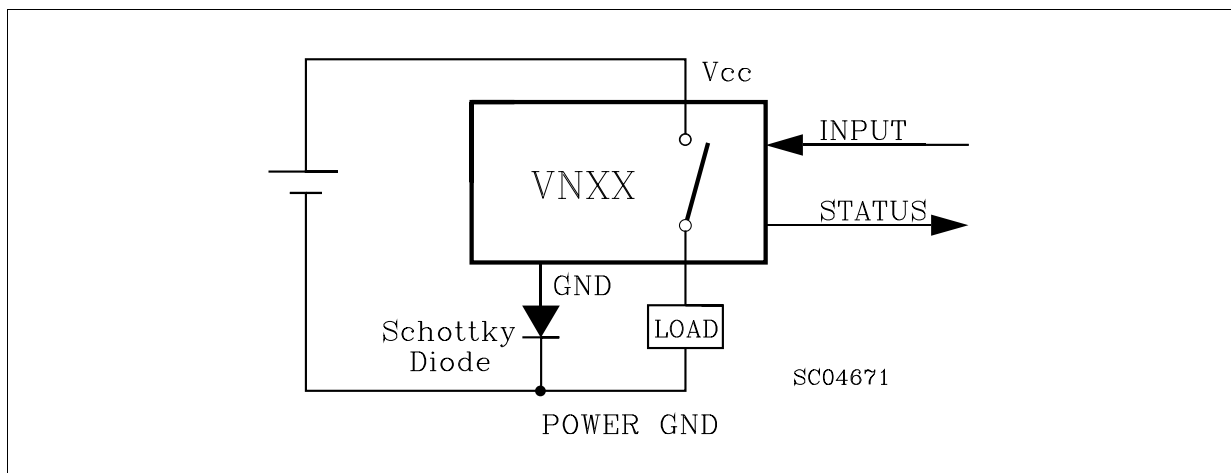 Vcc
INPUT
VNXX
STATUS
GND
Schottky
Diode
LOAD
SC04671
POWER GND